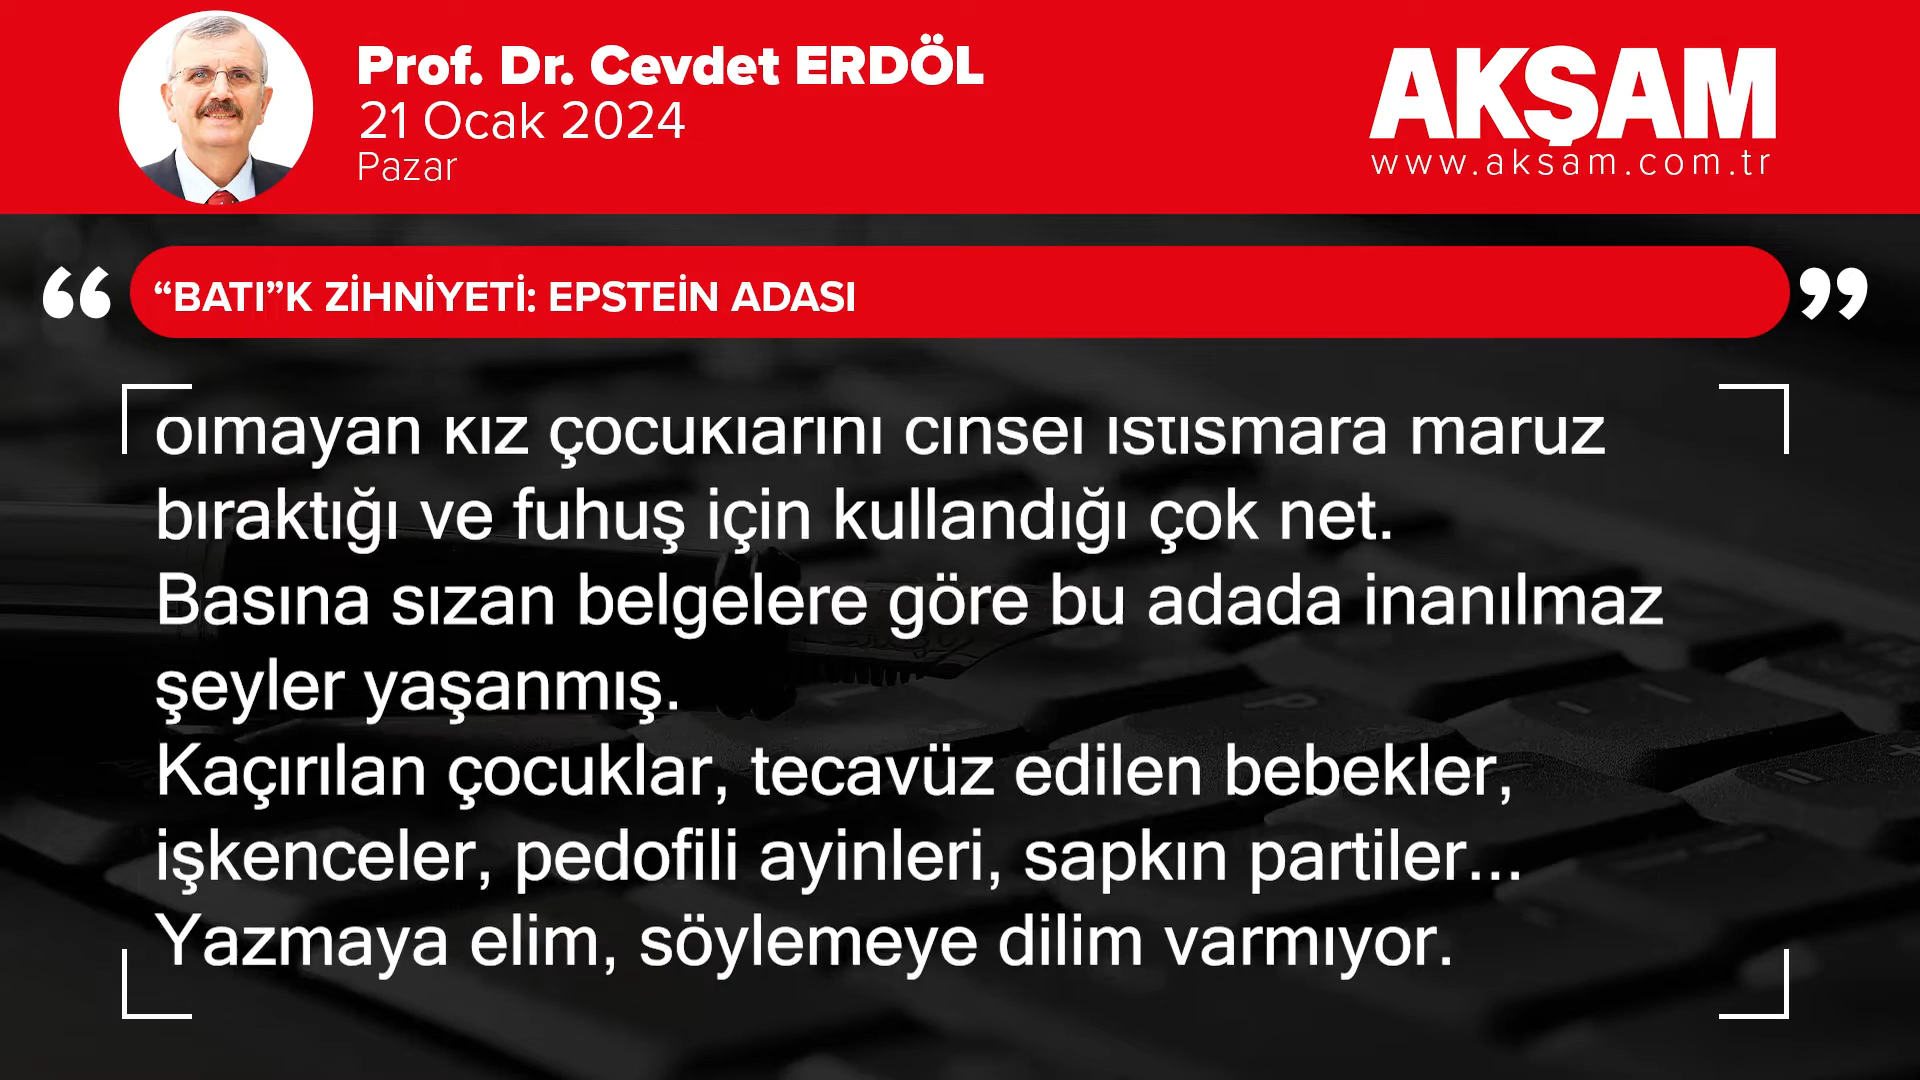 Prof. Dr. Cevdet ERDÖL
21 Ocak 2024
Pazar
AKŞAM
www.aksam.com.tr
“ “BATI”K ZİHNİYETİ: EPSTEİN ADASI ”
olmayan kız çocuklarını cinsel istismara maruz
bıraktığı ve fuhuş için kullandığı çok net.
Basına sızan belgelere göre bu adada inanılmaz
şeyler yaşanmış.
Kaçırılan çocuklar, tecavüz edilen bebekler,
işkenceler, pedofili ayinleri, sapkın partiler...
Yazmaya elim, söylemeye dilim varmıyor.